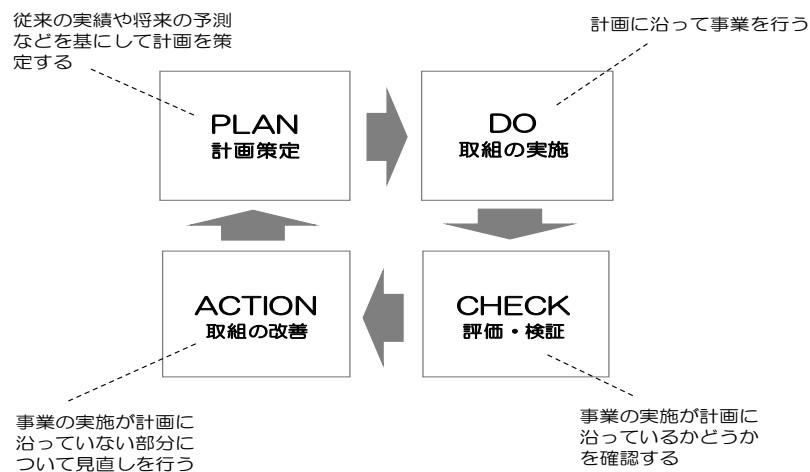 従来の実績や将来の予測
などを基にして計画を策
定する
計画に沿って事業を行う
PLAN
計画策定
DO
取組の実施
ACTION
取組の改善
CHECK
評価・検証
事業の実施が計画に
沿っていない部分に
ついて見直しを行う
事業の実施が計画に
沿っているかどうか
を確認する